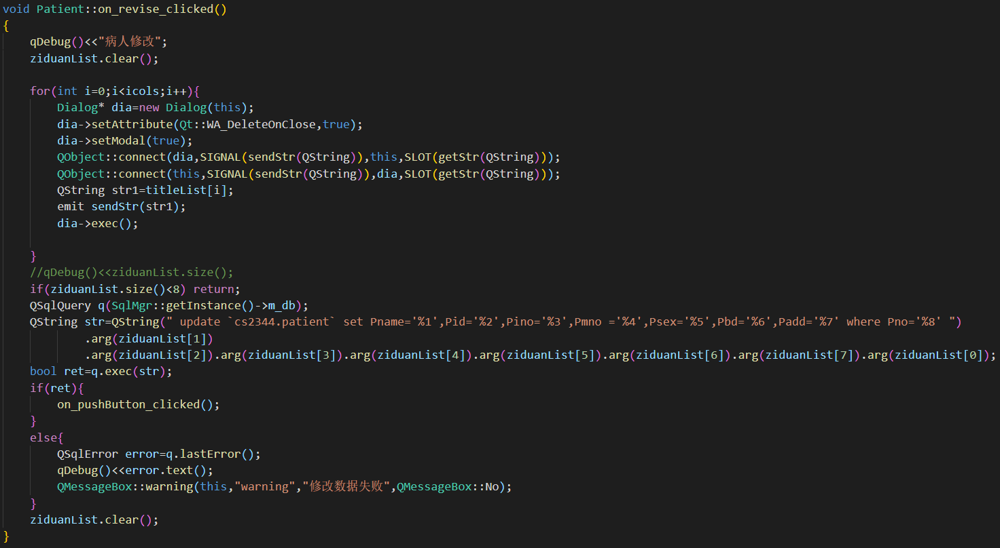 void Patient::on_revise_clicked()
{
    qDebug()<<"病人修改";
    ziduanList.clear();

    for(int i=0;i<icols;i++){
        Dialog* dia=new Dialog(this);
        dia->setAttribute(Qt::WA_DeleteOnClose,true);
        dia->setModal(true);
        QObject::connect(dia,SIGNAL(sendStr(QString)),this,SLOT(getStr(QString)));
        QObject::connect(this,SIGNAL(sendStr(QString)),dia,SLOT(getStr(QString)));
        QString str1=titleList[i];
        emit sendStr(str1);
        dia->exec();

    }
    //qDebug()<<ziduanList.size();
    if(ziduanList.size()<8) return;
    QSqlQuery q(SqlMgr::getInstance()->m_db);
    QString str=QString(" update `cs2344.patient` set Pname='%1',Pid='%2',Pino='%3',Pmno ='%4',Psex='%5',Pbd='%6',Padd='%7' where Pno='%8' ")
            .arg(ziduanList[1])
            .arg(ziduanList[2]).arg(ziduanList[3]).arg(ziduanList[4]).arg(ziduanList[5]).arg(ziduanList[6]).arg(ziduanList[7]).arg(ziduanList[0]);
    bool ret=q.exec(str);
    if(ret){
        on_pushButton_clicked();
    }
    else{
        QSqlError error=q.lastError();
        qDebug()<<error.text();
        QMessageBox::warning(this,"warning","修改数据失败",QMessageBox::No);
    }
    ziduanList.clear();
}